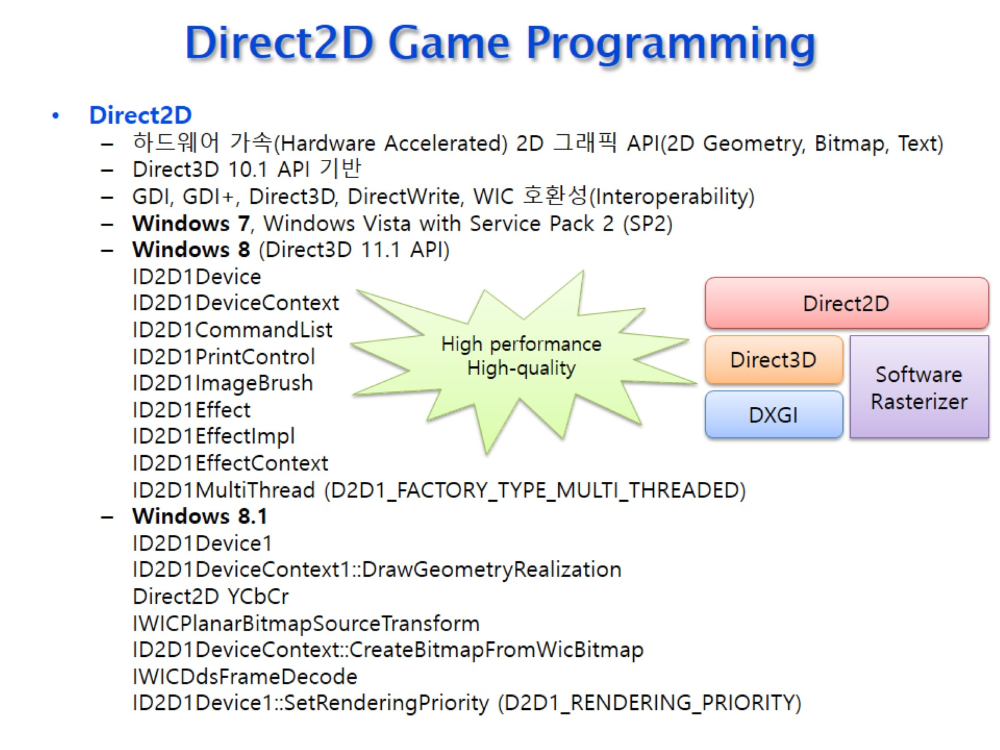 Direct2D Game Programming
• Direct2D
– 하드웨어 가속(Hardware Accelerated) 2D 그래픽 API(2D Geometry, Bitmap, Text)
– Direct3D 10.1 API 기반
– GDI, GDI+, Direct3D, DirectWrite, WIC 호환성(Interoperability)
– Windows 7, Windows Vista with Service Pack 2 (SP2)
– Windows 8 (Direct3D 11.1 API)
ID2D1Device
ID2D1DeviceContext
ID2D1CommandList
ID2D1PrintControl
ID2D1ImageBrush
ID2D1Effect
ID2D1EffectImpl
ID2D1EffectContext
ID2D1MultiThread (D2D1_FACTORY_TYPE_MULTI_THREADED)
– Windows 8.1
ID2D1Device1
ID2D1DeviceContext1::DrawGeometryRealization
Direct2D YCbCr
IWICPlanarBitmapSourceTransform
ID2D1DeviceContext::CreateBitmapFromWicBitmap
IWICDdsFrameDecode
ID2D1Device1::SetRenderingPriority (D2D1_RENDERING_PRIORITY)
High performance
High-quality
Direct2D
Direct3D
DXGI
Software
Rasterizer